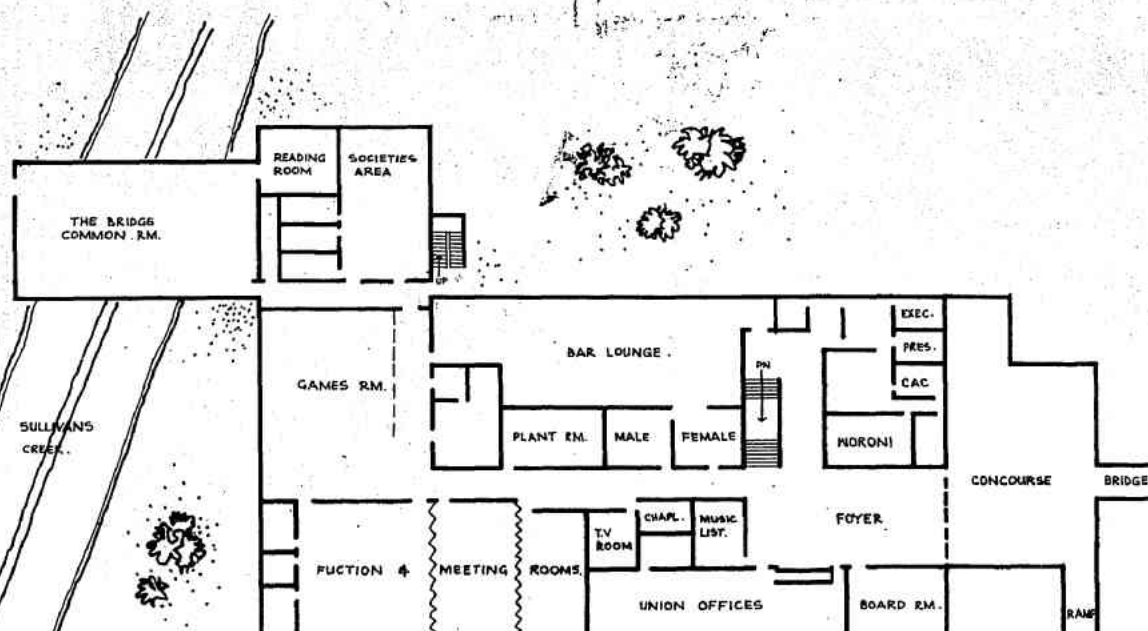 READING
ROOM
SOCIETIES
AREA
THE BRIDGE
COMMON RM.
UP
EXEC.
BAR LOUNGE.
PRES.
DN
GAMES RM.
CAC
SULLIVANS
CREEK.
PLANT RM.
MALE
FEMALE
WORONI
CONCOURSE
BRIDGE
CHAPL.
MUSIC
LIST.
FOYER
T.V
ROOM
FUCTION &
MEETING
ROOMS.
UNION OFFICES
BOARD RM.
RAMP